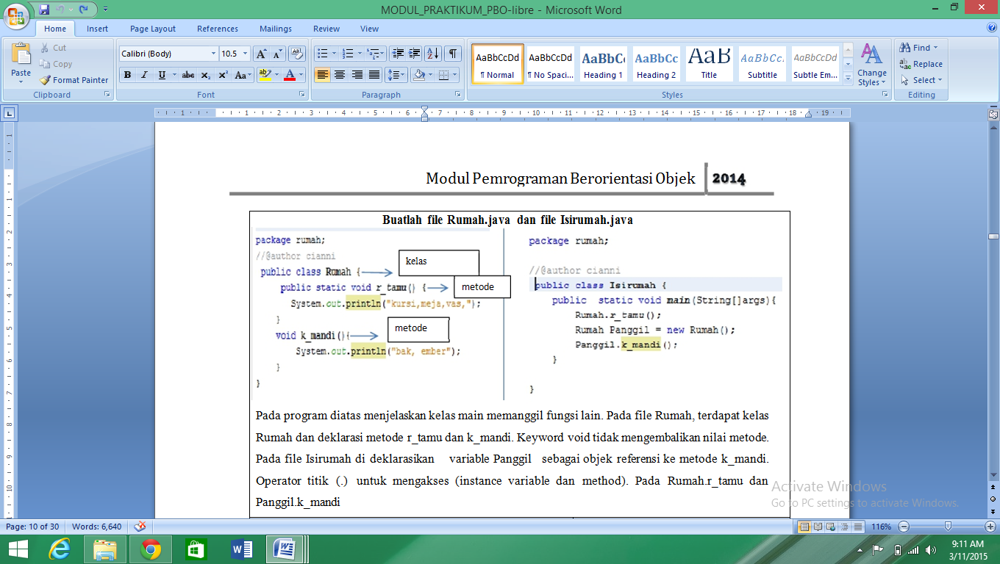 MODUL_PRAKTIKUM_PBO-libre - Microsoft Word
Home Insert Page Layout References Mailings Review View
Paste
Cut
Copy
Format Painter
Clipboard
Calibri (Body) 10.5
Font
Paragraph
AaBbCcDd AaBbCcDd AaBbC AaBbCc AaB AaBbCc. AaBbCcDd
¶ Normal ¶ No Spaci... Heading 1 Heading 2 Title Subtitle Subtle Em...
Change Styles
Styles
Find
Replace
Select
Editing
Modul Pemrograman Berorientasi Objek 2014
Buatlah file Rumah.java dan file Isirumah.java
package rumah;
//@author cianni
public class Rumah {
kelas
public static void r_tamu() {
metode
System.out.println("kursi,meja,vas,");
}
void k_mandi(){
metode
System.out.println("bak, ember");
}
}
package rumah;
//@author cianni
public class Isirumah {
public static void main(String[]args){
Rumah.r_tamu();
Rumah Panggil = new Rumah();
Panggil.k_mandi();
}
}
Pada program diatas menjelaskan kelas main memanggil fungsi lain. Pada file Rumah, terdapat kelas
Rumah dan deklarasi metode r_tamu dan k_mandi. Keyword void tidak mengembalikan nilai metode.
Pada file Isirumah di deklarasikan variable Panggil sebagai objek referensi ke metode k_mandi.
Operator titik (.) untuk mengakses (instance variable dan method). Pada Rumah.r_tamu dan
Panggil.k_mandi
Activate Windows
Go to PC settings to activate Windows.
Page: 10 of 30 Words: 6,640 116%
9:11 AM
3/11/2015